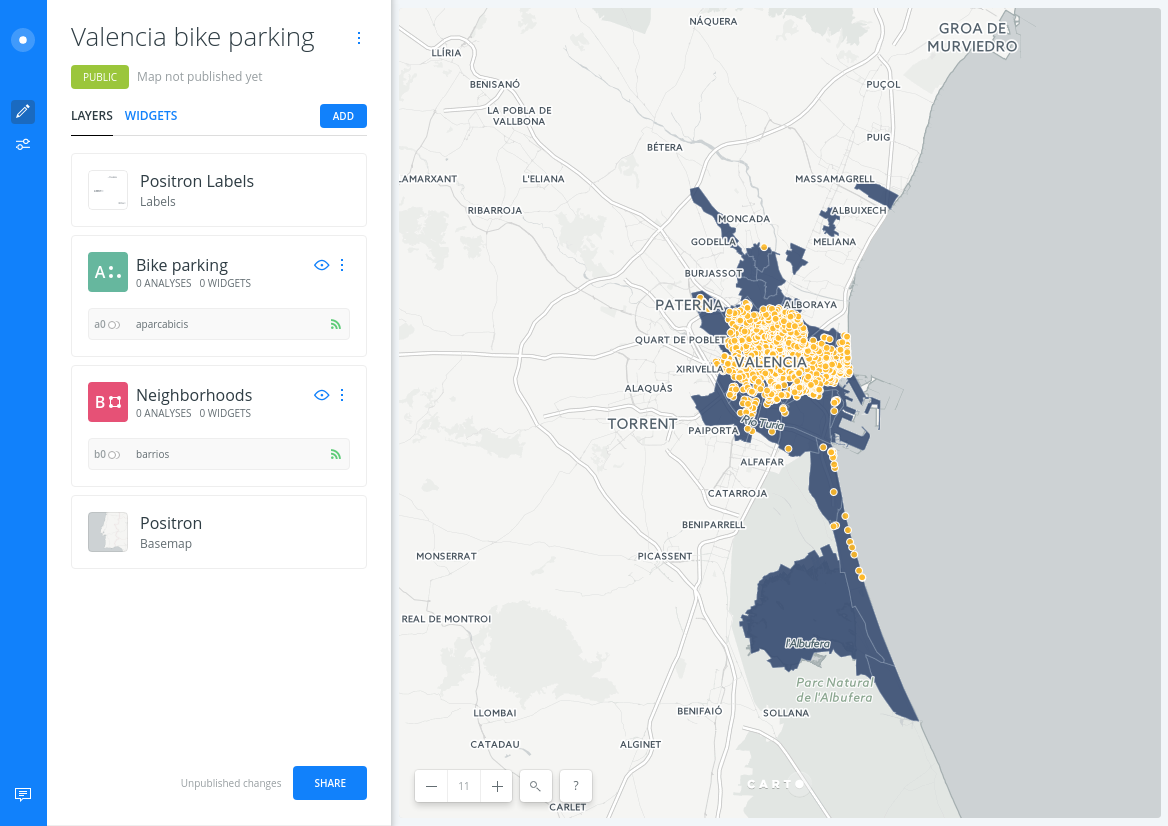 Valencia bike parking
PUBLIC Map not published yet
LAYERS WIDGETS ADD
Positron Labels
Labels
A Bike parking
0 ANALYSES 0 WIDGETS
a0 aparcabicis
B Neighborhoods
0 ANALYSES 0 WIDGETS
b0 barrios
Positron
Basemap
Unpublished changes SHARE
NÁQUERA
GROA DE
MURVIEDRO
LLÍRIA
BENISANÓ
PUÇOL
LA POBLA DE
VALLBONA
PUIG
BÉTERA
LAMARXANT
L'ELIANA
MASSAMAGRELL
RIBARROJA
ALBUIXECH
MONCADA
GODELLA
MELIANA
BURJASSOT
PATERNA
ALBORAYA
QUART DE POBLET
VALENCIA
XIRIVELLA
ALAQUÀS
TORRENT
Río Turia
PAIPORTA
ALFAFAR
CATARROJA
BENIPARRELL
MONSERRAT
PICASSENT
REAL DE MONTROI
l'Albufera
Parc Natural
de l'Albufera
LLOMBAI
BENIFAIÓ
SOLLANA
CATADAU
ALGINET
11 ?
CARTO
CARLET